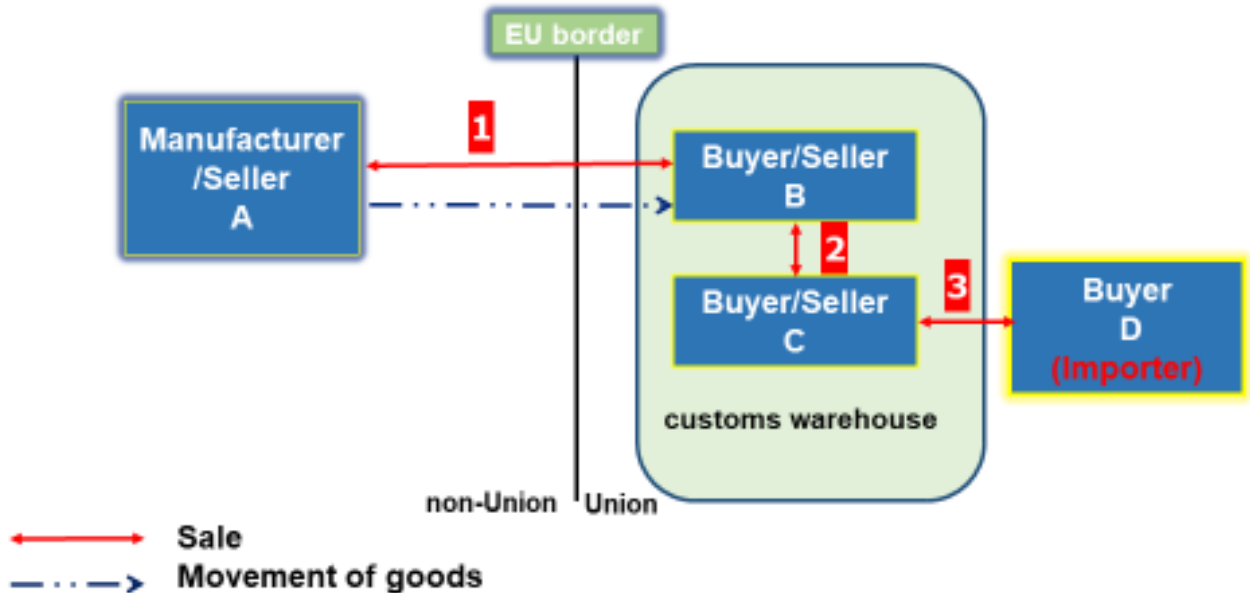 EU border
Manufacturer
/Seller
A
1
Buyer/Seller
B
2
Buyer/Seller
C
3
Buyer
D
(Importer)
customs warehouse
non-Union
Union
Sale
Movement of goods